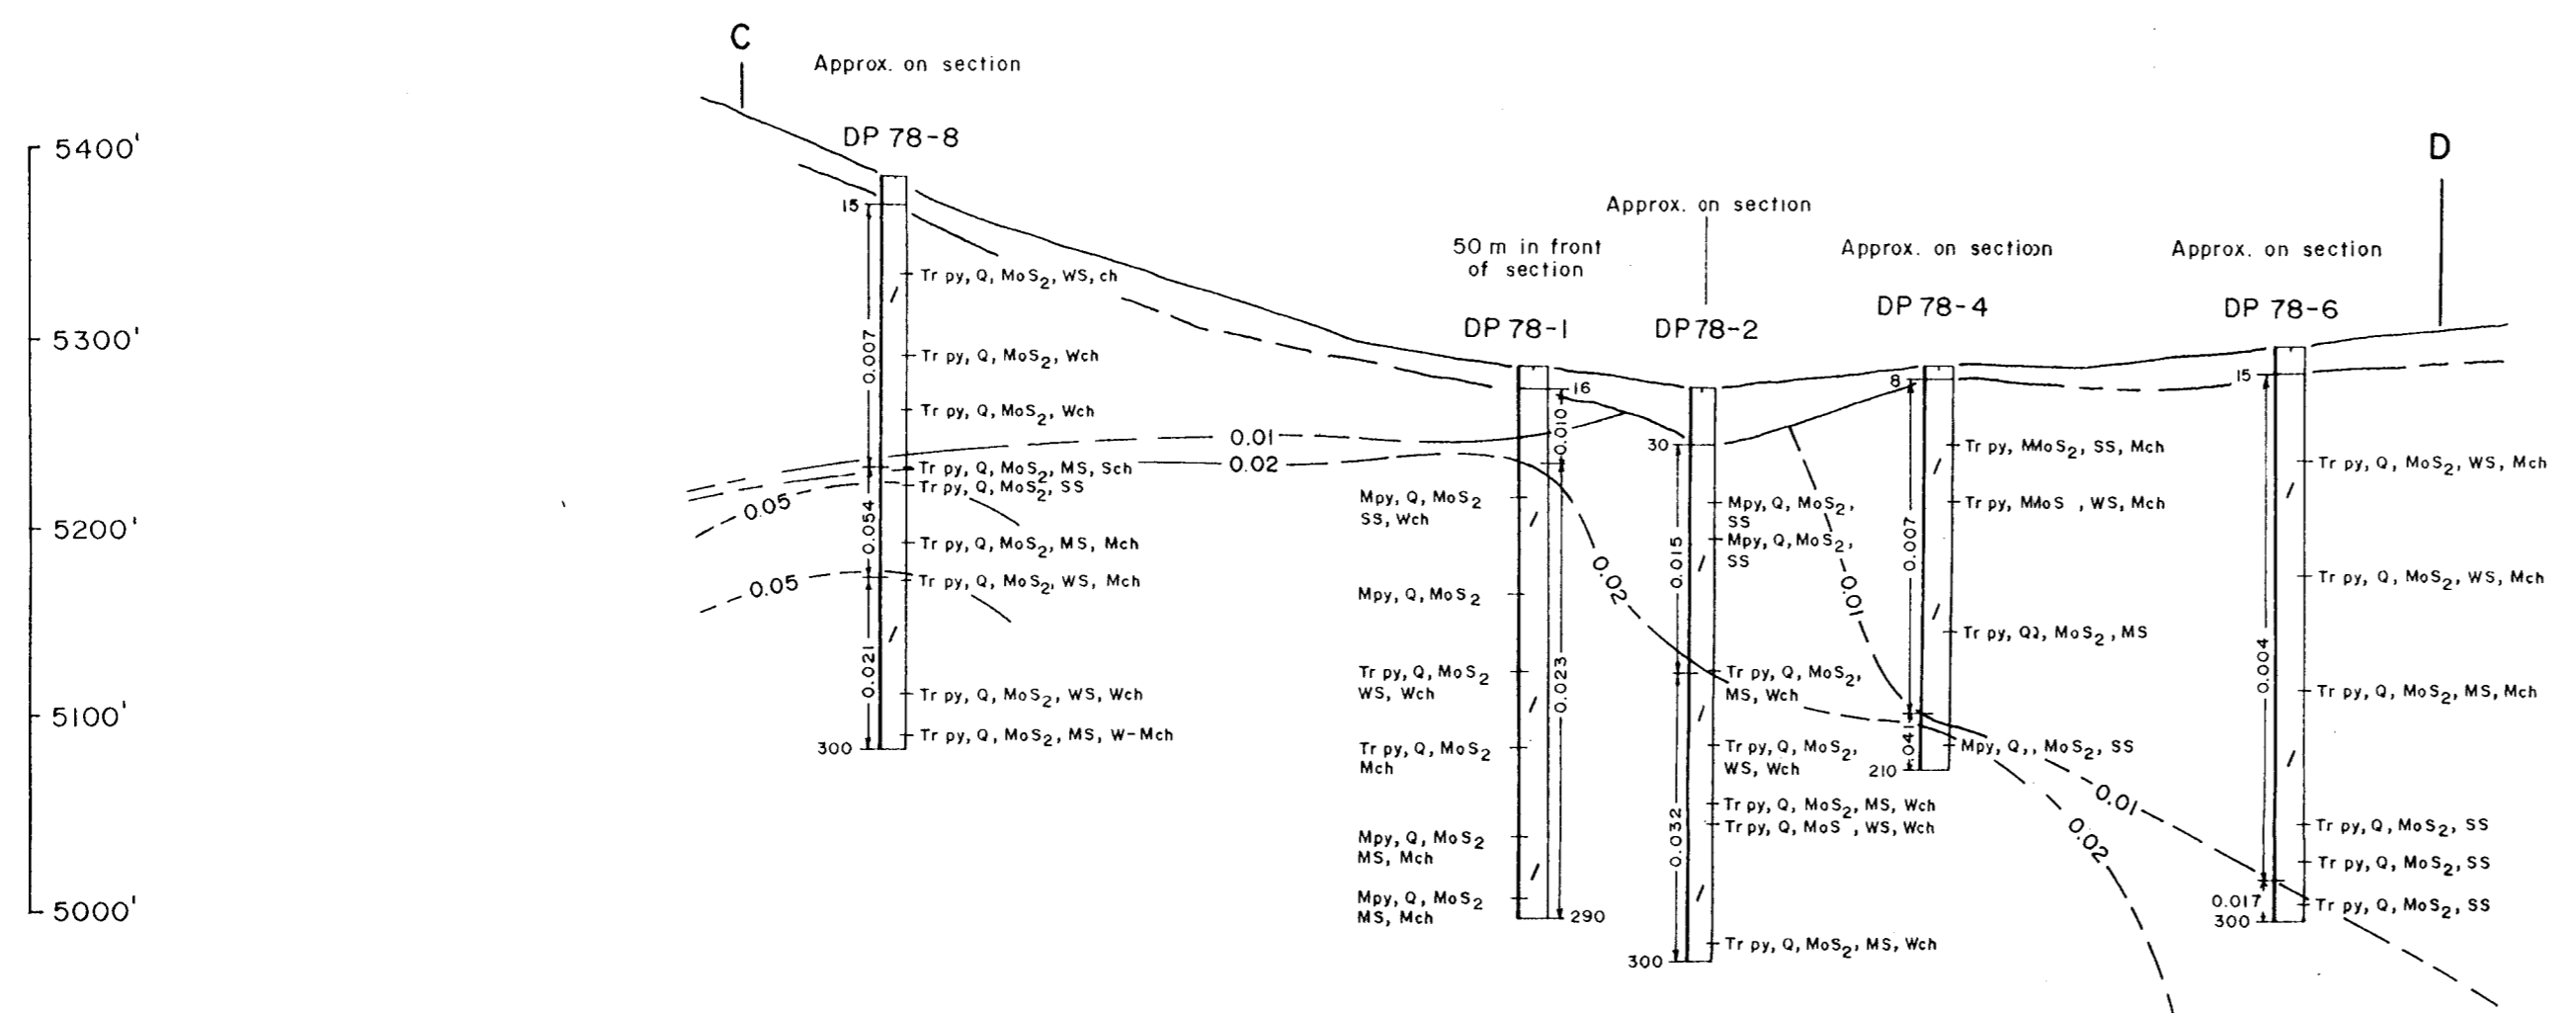 C
Approx. on section
DP 78-8
5400'
5300'
5200'
5100'
5000'
15
0.007
0.054
0.021
300
Tr py, Q, MoS2, WS, ch
Tr py, Q, MoS2, Wch
Tr py, Q, MoS2, Wch
Tr py, Q, MoS2, MS, Sch
Tr py, Q, MoS2, SS
Tr py, Q, MoS2, MS, Mch
Tr py, Q, MoS2, WS, Mch
Tr py, Q, MoS2, WS, Wch
Tr py, Q, MoS2, MS, W-Mch
0.05
0.05
0.01
0.02
50 m in front
of section
DP 78-1
16
0.010
0.023
290
Mpy, Q, MoS2
SS, Wch
Mpy, Q, MoS2
Tr py, Q, MoS2
WS, Wch
Tr py, Q, MoS2
Mch
Mpy, Q, MoS2
MS, Mch
Mpy, Q, MoS2
MS, Mch
0.02
Approx. on section
DP 78-2
30
0.015
0.032
300
Mpy, Q, MoS2,
SS
Mpy, Q, MoS2,
SS
Tr py, Q, MoS2,
MS, Wch
Tr py, Q, MoS2,
WS, Wch
Tr py, Q, MoS2, MS, Wch
Tr py, Q, MoS , WS, Wch
Tr py, Q, MoS2, MS, Wch
0.01
Approx. on section
DP 78-4
8
0.007
.041
210
Tr py, MMoS2, SS, Mch
Tr py, MMoS , WS, Mch
Tr py, QQ, MoS2, MS
Mpy, Q,, MoS2, SS
0.01
0.02
Approx. on section
DP 78-6
15
0.004
0.017
300
Tr py, Q, MoS2, WS, Mch
Tr py, Q, MoS2, WS, Mch
Tr py, Q, MoS2, MS, Mch
Tr py, Q, MoS2, SS
Tr py, Q, MoS2, SS
Tr py, Q, MoS2, SS
D